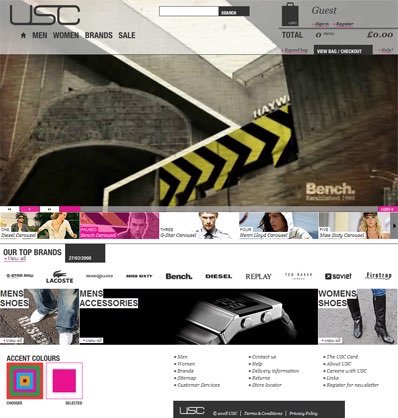 USC
SEARCH
Guest
• Sign in • Register
TOTAL 0 items £0.00
MEN WOMEN BRANDS SALE
• Expand bag VIEW BAG / CHECKOUT • Help!
HAYWA
Bench.
Established 1989
ONE
Diesel Carousel
PAUSED
Bench Carousel
THREE
G-Star Carousel
FOUR
Henri Lloyd Carousel
FIVE
Miss Sixty Carousel
OUR TOP BRANDS
• View all
27/02/2008
G-STAR RAW
LACOSTE
MISS SIXTY
Bench.
DIESEL
REPLAY
TED BAKER
LONDON
soviet
firetrap
MENS
SHOES
• view all
MENS
ACCESSORIES
• view all
WOMENS
SHOES
• view all
ACCENT COLOURS
CHOOSER
SELECTED
• Men
• Women
• Brands
• Sitemap
• Customer Services
• Contact us
• Help
• Delivery information
• Returns
• Store locator
• The USC Card
• About USC
• Careers with USC
• Links
• Register for newsletter
USC
© 2008 USC | Terms & Conditions | Privacy Policy